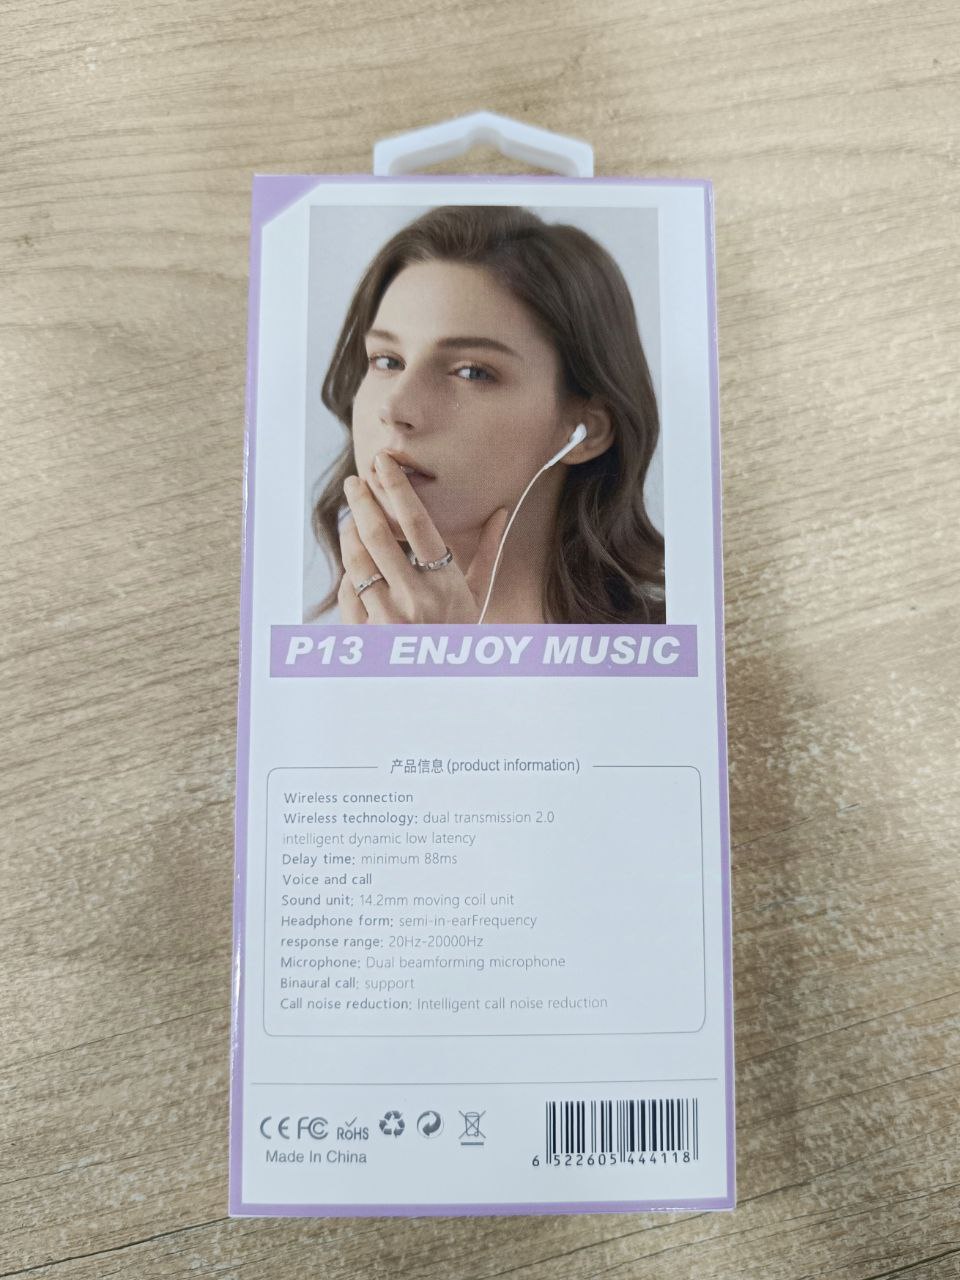 P13 ENJOY MUSIC
产品信息 (product information)
Wireless connection
Wireless technology: dual transmission 2.0
intelligent dynamic low latency
Delay time: minimum 88ms
Voice and call
Sound unit: 14.2mm moving coil unit
Headphone form: semi-in-earFrequency
response range: 20Hz-20000Hz
Microphone: Dual beamforming microphone
Binaural call: support
Call noise reduction: Intelligent call noise reduction
CE FC RoHS
Made In China
6 522605 444118